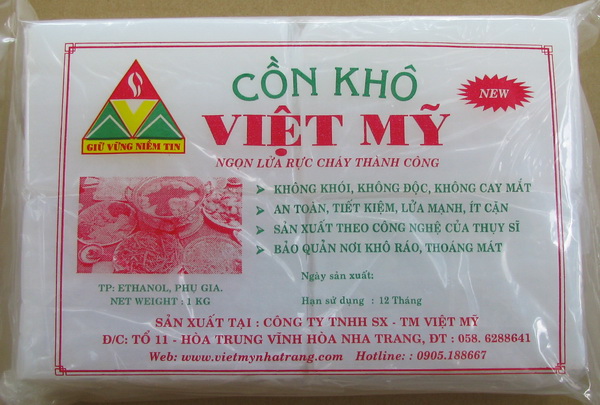 CỒN KHÔ
NEW
VIỆT MỸ
GIỮ VỮNG NIỀM TIN
NGỌN LỬA RỰC CHÁY THÀNH CÔNG
KHÔNG KHÓI, KHÔNG ĐỘC, KHÔNG CAY MẮT
AN TOÀN, TIẾT KIỆM, LỬA MẠNH, ÍT CẶN
SẢN XUẤT THEO CÔNG NGHỆ CỦA THỤY SĨ
BẢO QUẢN NƠI KHÔ RÁO, THOÁNG MÁT
TP: ETHANOL, PHỤ GIA.
NET WEIGHT : 1 KG
Ngày sản xuất:
Hạn sử dụng : 12 Tháng
SẢN XUẤT TẠI : CÔNG TY TNHH SX - TM VIỆT MỸ
Đ/C: TỔ 11 - HÒA TRUNG VĨNH HÒA NHA TRANG, ĐT : 058. 6288641
Web: www.vietmynhatrang.com Hotline: : 0905.188667